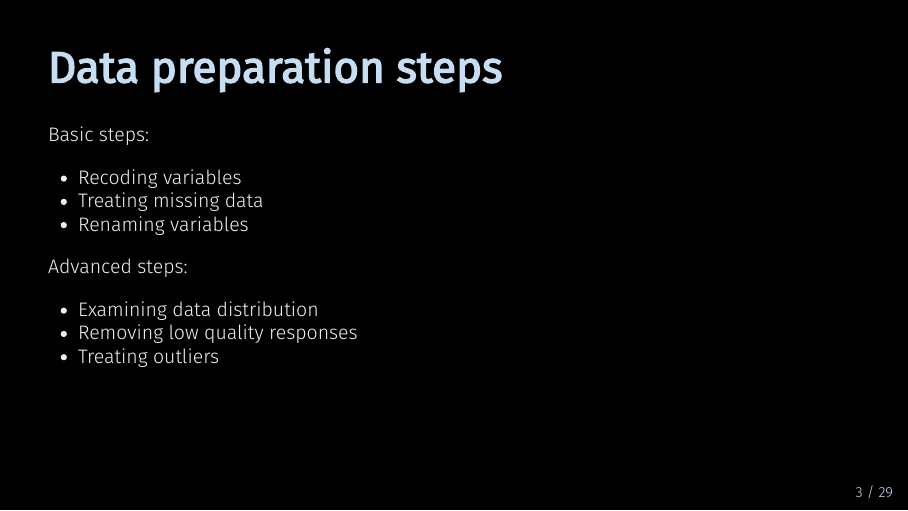 Data preparation steps
Basic steps:
• Recoding variables
• Treating missing data
• Renaming variables
Advanced steps:
• Examining data distribution
• Removing low quality responses
• Treating outliers
3 / 29